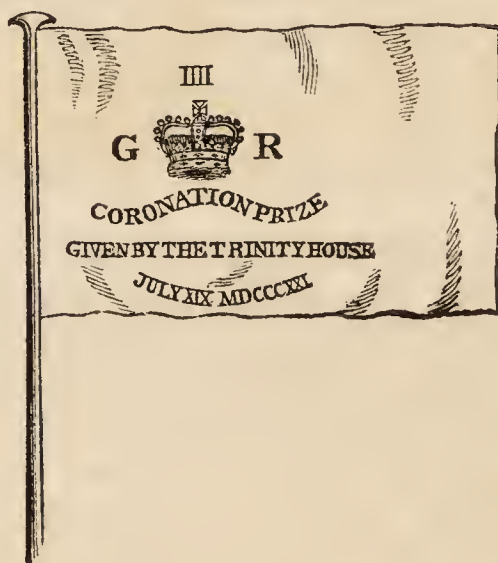 IIII
G R
CORONATION PRIZE
GIVEN BY THE TRINITY HOUSE
JULY XIX MDCCCXXI